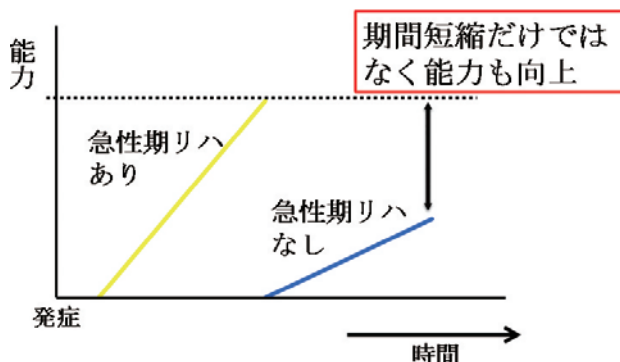 能力
期間短縮だけでは
なく能力も向上
急性期リハ
あり
急性期リハ
なし
発症
時間